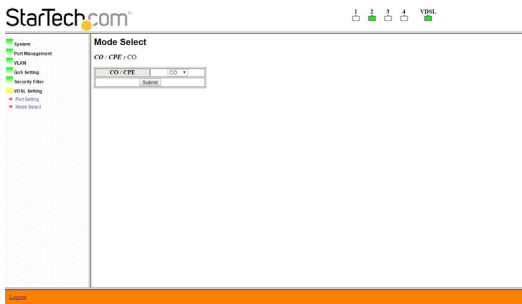 StarTech.com
1 2 3 4 VDSL
System
Port Management
VLAN
QoS Setting
Security Filter
VDSL Setting
Port Setting
Mode Select
Mode Select
CO / CPE : CO
CO / CPE CO
Submit
Logout